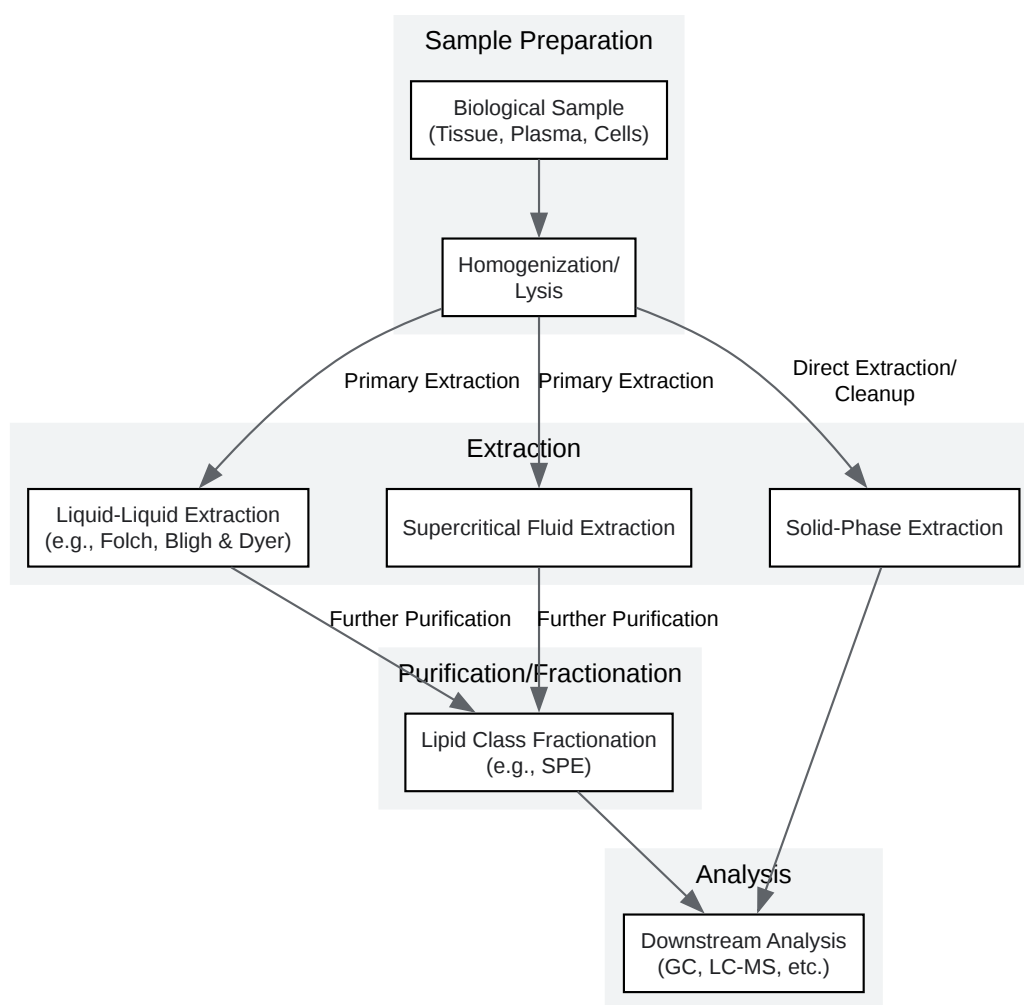 Sample Preparation
Biological Sample
(Tissue, Plasma, Cells)
Homogenization/
Lysis
Primary Extraction
Primary Extraction
Direct Extraction/
Cleanup
Extraction
Liquid-Liquid Extraction
(e.g., Folch, Bligh & Dyer)
Supercritical Fluid Extraction
Solid-Phase Extraction
Further Purification
Further Purification
Purification/Fractionation
Lipid Class Fractionation
(e.g., SPE)
Analysis
Downstream Analysis
(GC, LC-MS, etc.)